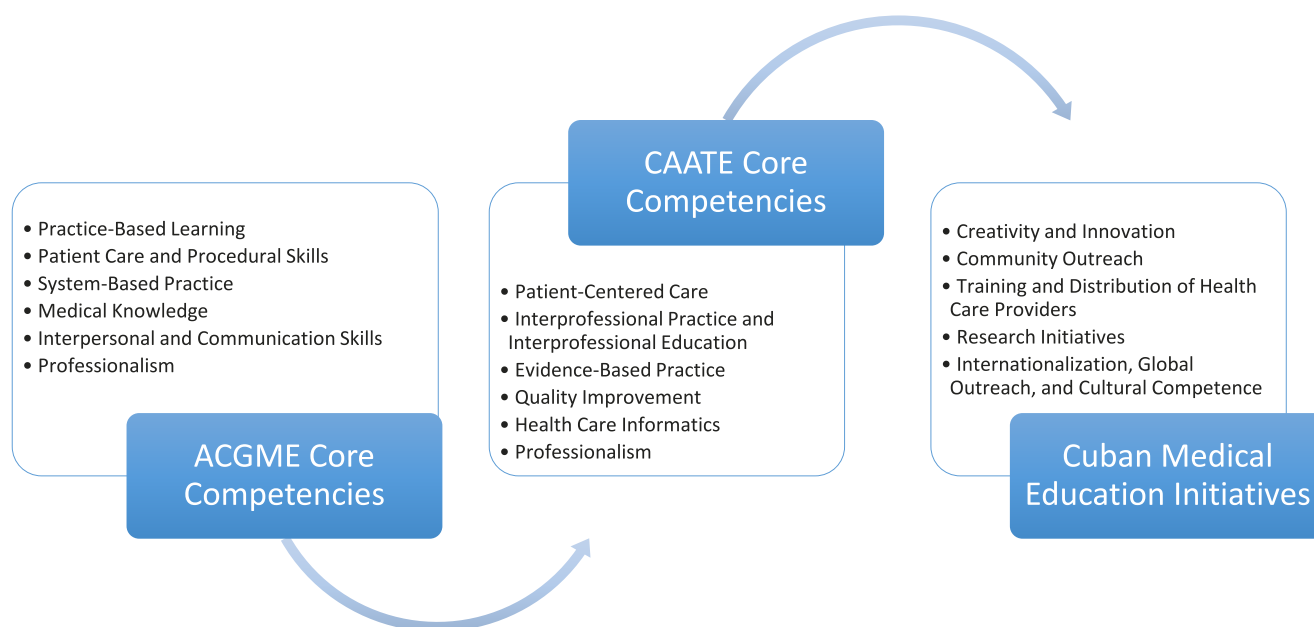 • Practice-Based Learning
• Patient Care and Procedural Skills
• System-Based Practice
• Medical Knowledge
• Interpersonal and Communication Skills
• Professionalism
ACGME Core
Competencies
CAATE Core
Competencies
• Patient-Centered Care
• Interprofessional Practice and
Interprofessional Education
• Evidence-Based Practice
• Quality Improvement
• Health Care Informatics
• Professionalism
• Creativity and Innovation
• Community Outreach
• Training and Distribution of Health
Care Providers
• Research Initiatives
• Internationalization, Global
Outreach, and Cultural Competence
Cuban Medical
Education Initiatives